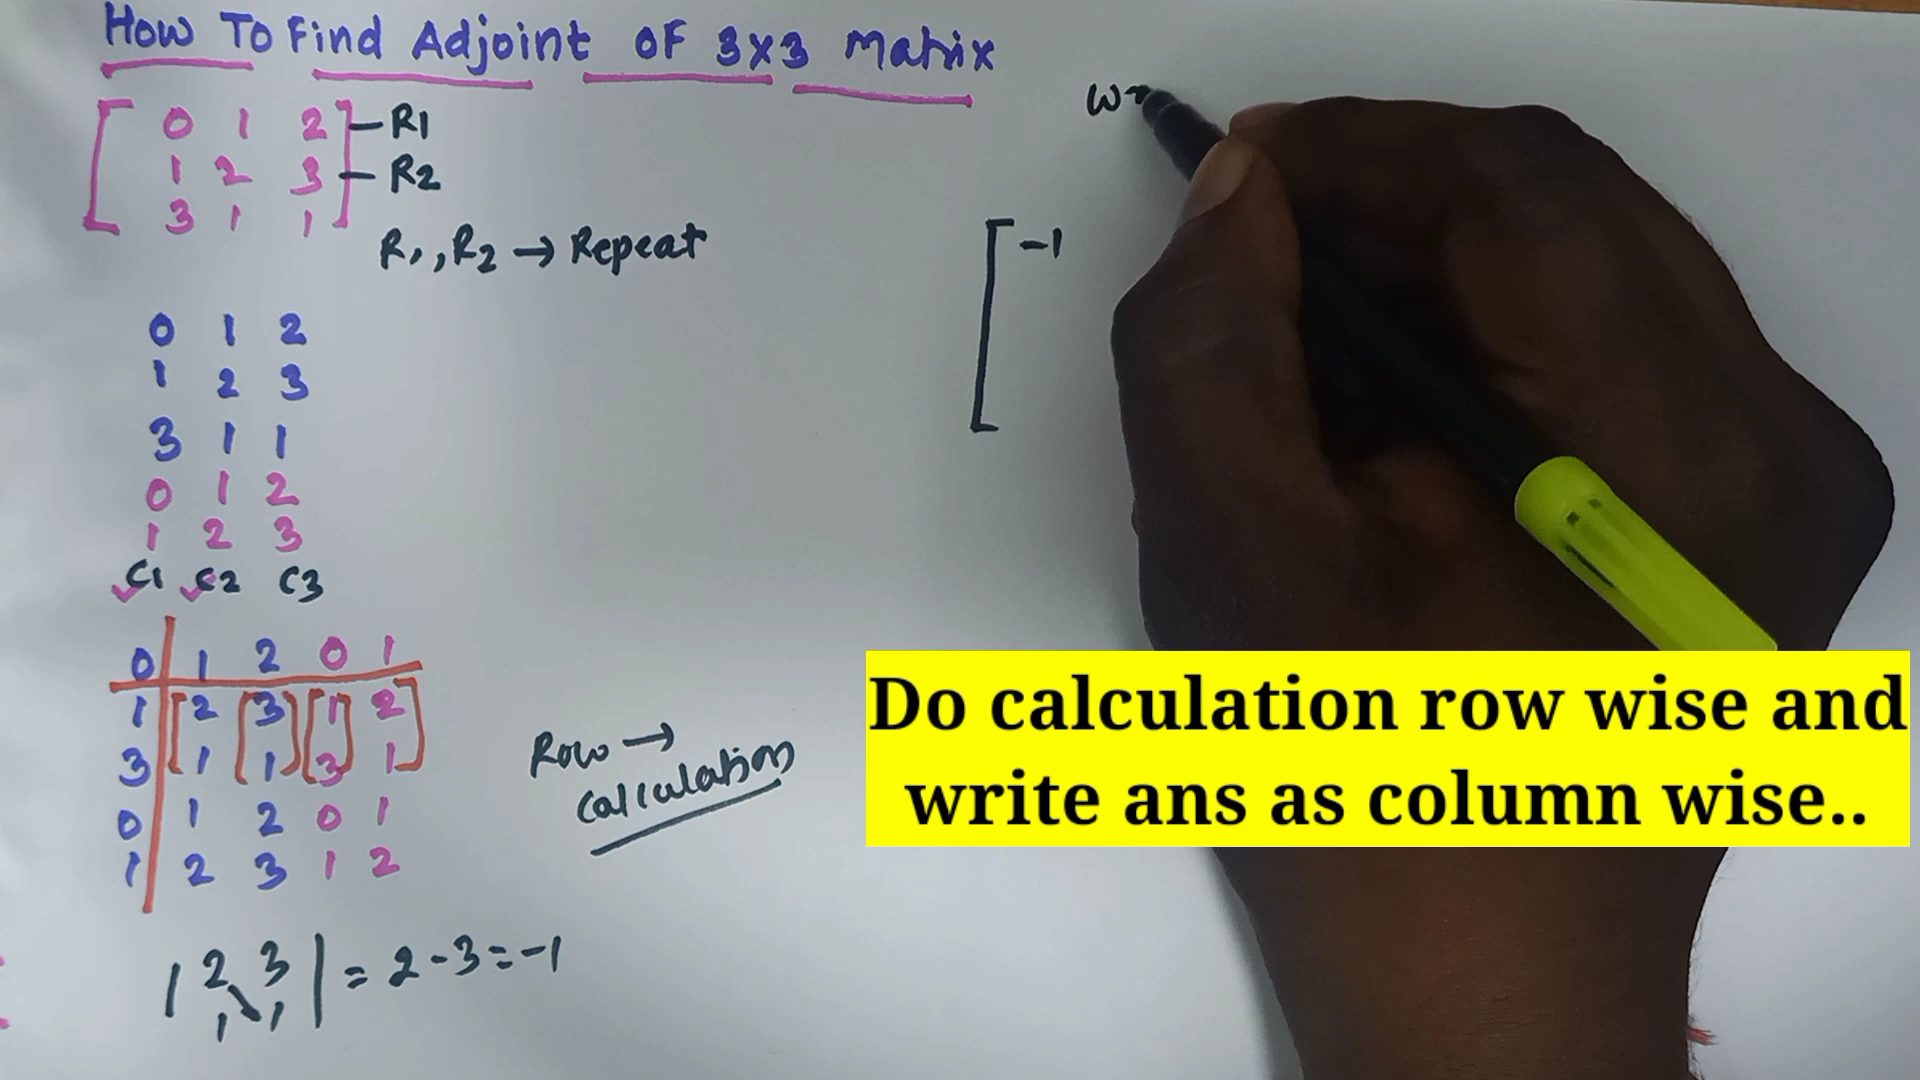 How To Find Adjoint OF 3x3 Matrix
0 1 2 - R1
1 2 3 - R2
3 1 1
R1, R2 → Repeat
-1
0 1 2
1 2 3
3 1 1
0 1 2
1 2 3
C1 C2 C3
0 1 2 0 1
1 2 3 1 2
3 1 1 3 1
0 1 2 0 1
1 2 3 1 2
Row →
calculation
Do calculation row wise and
write ans as column wise..
| 2 3 | = 2-3 = -1
1 1